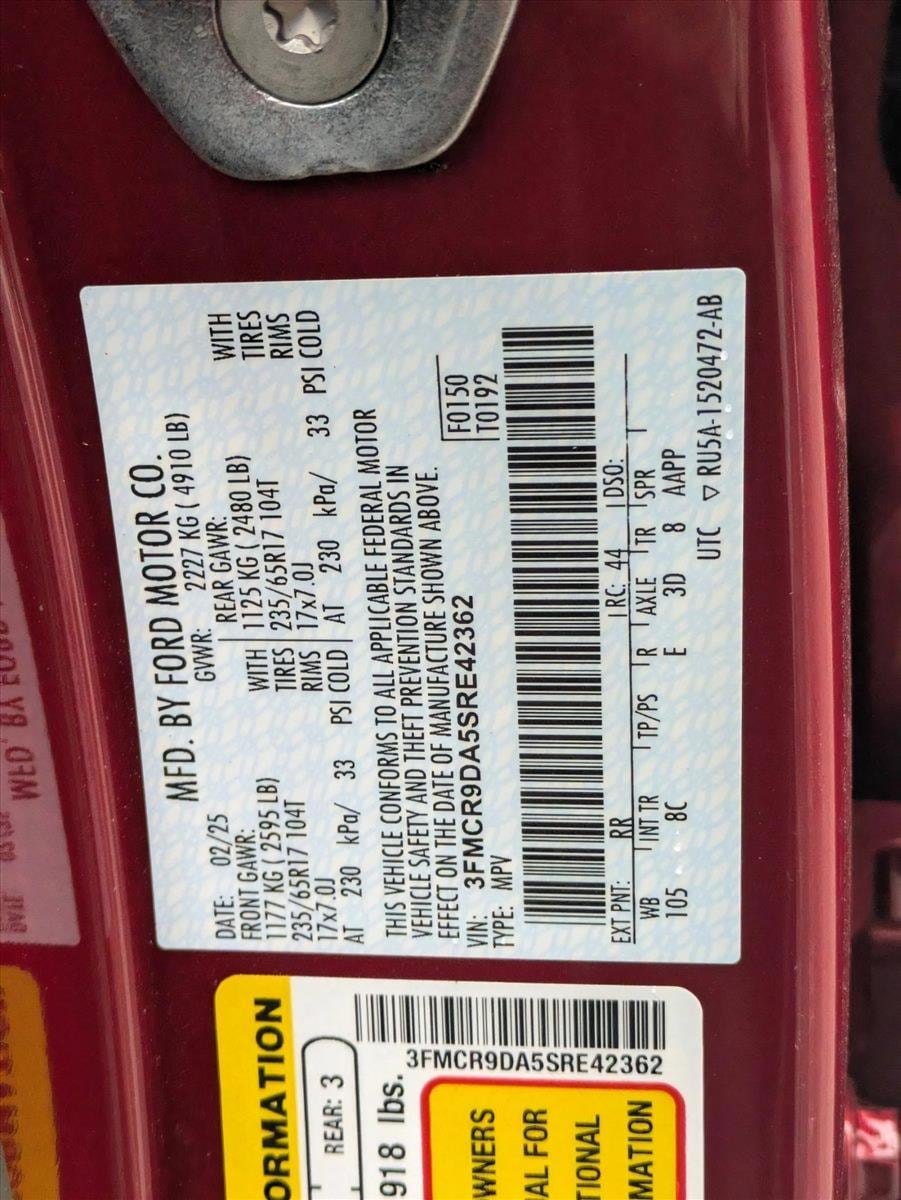 MFD. BY FORD MOTOR CO.
DATE: 02/25 GVWR: 2227 KG ( 4910 LB)
FRONT GAWR: REAR GAWR:
1177 KG ( 2595 LB) WITH 1125 KG ( 2480 LB) WITH
235/65R17 104T TIRES 235/65R17 104T TIRES
17x7.0J RIMS 17x7.0J RIMS
AT 230 kPa/ 33 PSI COLD AT 230 kPa/ 33 PSI COLD
THIS VEHICLE CONFORMS TO ALL APPLICABLE FEDERAL MOTOR
VEHICLE SAFETY AND THEFT PREVENTION STANDARDS IN
EFFECT ON THE DATE OF MANUFACTURE SHOWN ABOVE.
VIN: 3FMCR9DA5SRE42362 F0150
TYPE: MPV T0192
EXT PNT: RR RC: 44 DSO:
WB INT TR TP/PS R AXLE TR SPR
105 8C E 3D 8 AAPP
UTC ▽ RU5A-1520472-AB
ORMATION
REAR: 3
918 lbs.
3FMCR9DA5SRE42362
WNERS
AL FOR
TIONAL
MATION